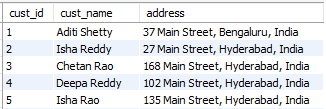 cust_id cust_name address
1 Aditi Shetty 37 Main Street, Bengaluru, India
2 Isha Reddy 27 Main Street, Hyderabad, India
3 Chetan Rao 168 Main Street, Hyderabad, India
4 Deepa Reddy 102 Main Street, Hyderabad, India
5 Isha Rao 135 Main Street, Hyderabad, India